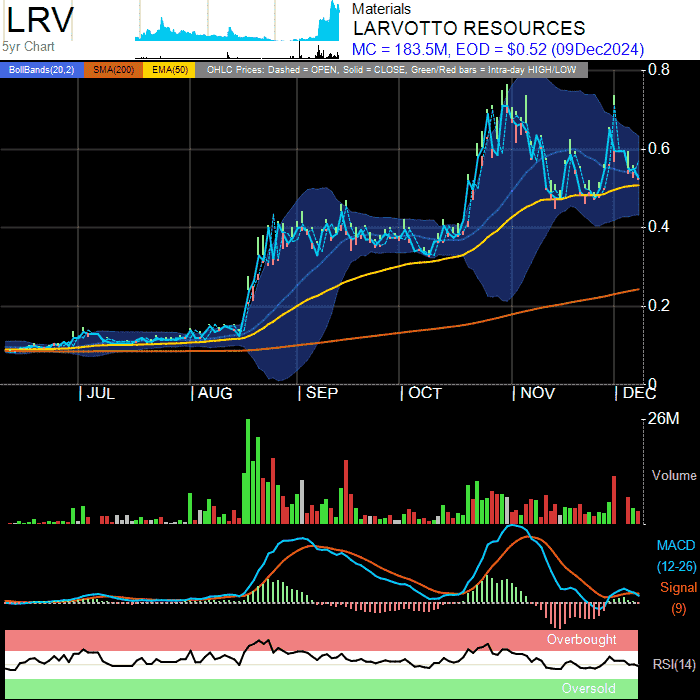 LRV
5yr Chart
Materials
LARVOTTO RESOURCES
MC = 183.5M, EOD = $0.52 (09Dec2024)
BollBands(20,2) SMA(200) EMA(50) OHLC Prices: Dashed = OPEN, Solid = CLOSE, Green/Red bars = Intra-day HIGH/LOW
0.8
0.6
0.4
0.2
0
JUL AUG SEP OCT NOV DEC
26M
Volume
MACD
(12-26)
Signal
(9)
Overbought
RSI(14)
Oversold